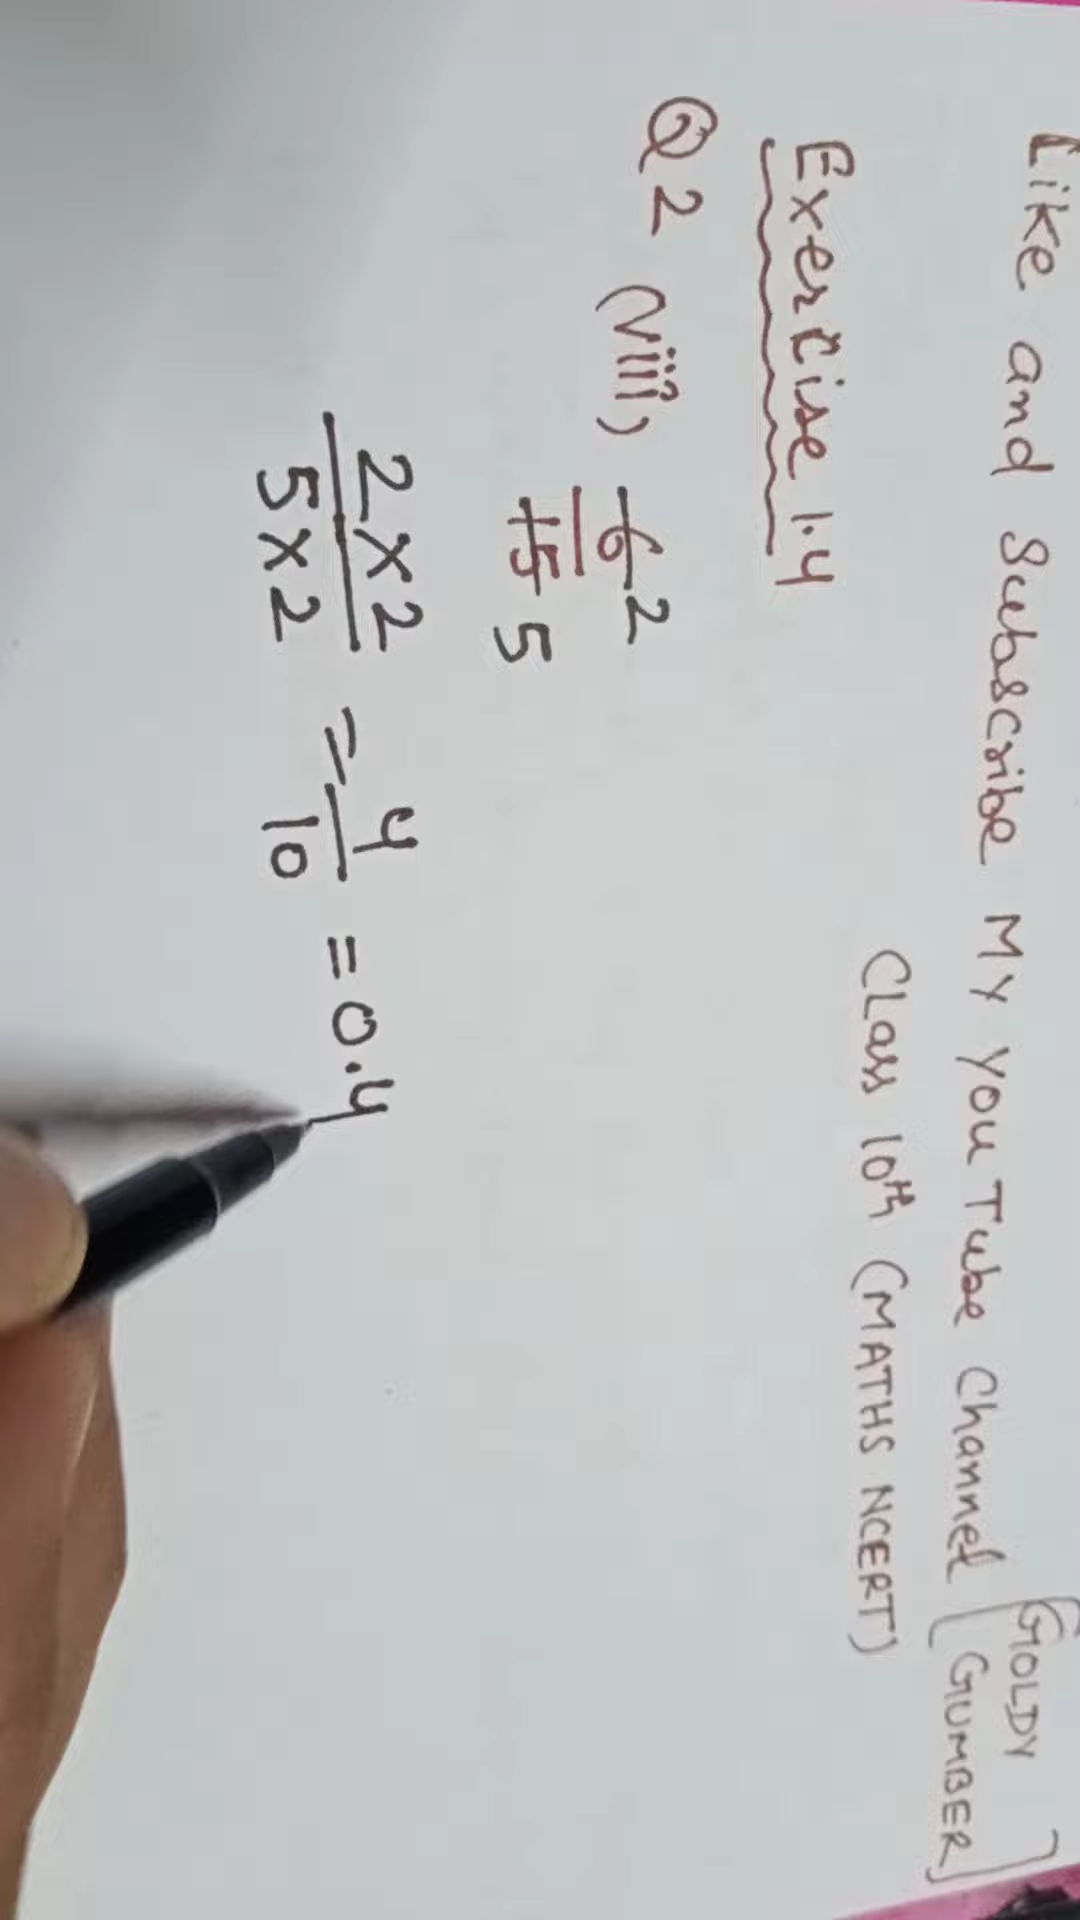 Like and Subscribe My YouTube Channel [GOLDY GUMBER]
Class 10th (MATHS NCERT)
Exercise 1.4
Q2 (viii) 6/15 2/5
2×2/5×2 = 4/10 = 0.4